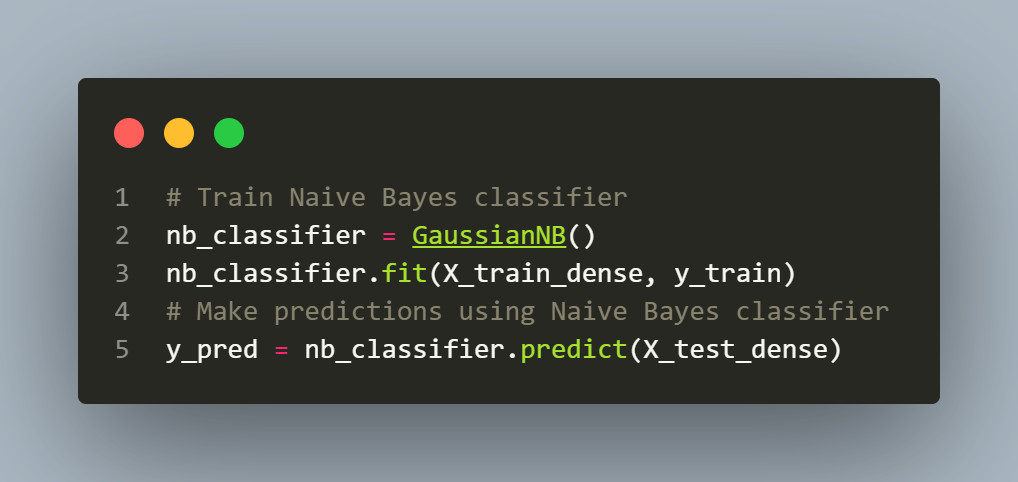 1 # Train Naive Bayes classifier
2 nb_classifier = GaussianNB()
3 nb_classifier.fit(X_train_dense, y_train)
4 # Make predictions using Naive Bayes classifier
5 y_pred = nb_classifier.predict(X_test_dense)